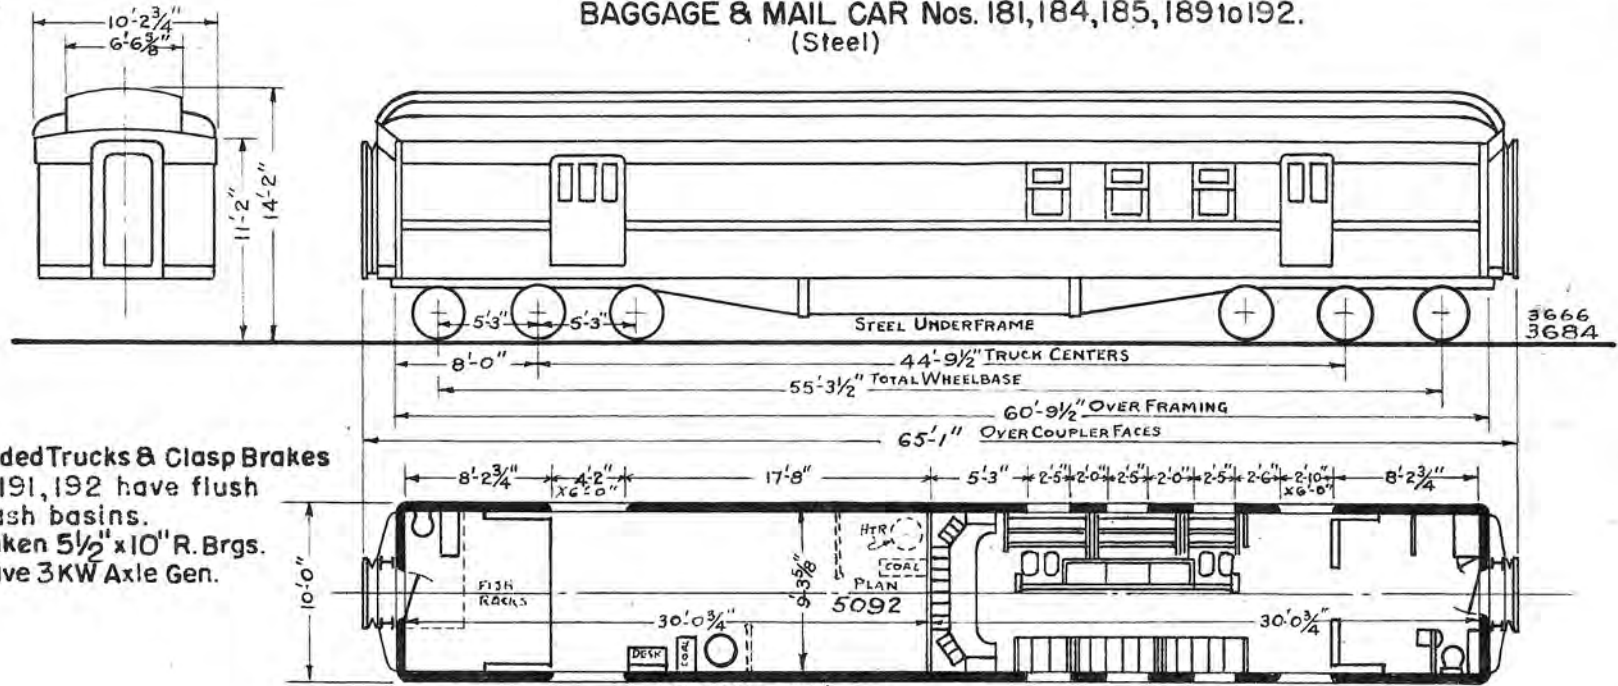 BAGGAGE & MAIL CAR Nos. 181,184,185,189to192.
(Steel)
10'-2¾"
6'-6⅝"
11'-2"
14'-2"
5'-3" 5'-3"
STEEL UNDERFRAME
3666
3684
8'-0"
44'-9½" TRUCK CENTERS
55'-3½" TOTAL WHEELBASE
60'-9½" OVER FRAMING
65'-1" OVER COUPLER FACES
ded Trucks & Clasp Brakes
191, 192 have flush
ash basins.
ken 5½"x10" R. Brgs.
ve 3KW Axle Gen.
8'-2¾" 4'-2" x6'-0" 17'-8" 5'-3" 2'-5" 2'-0" 2'-5" 2'-0" 2'-5" 2'-6" 2'-10" x6'-0" 8'-2¾"
10'-0"
FISH
RACKS
HTR
COAL
PLAN
5092
9'-3⅝"
30'-0¾" 30'-0¾"
DESK
COAL